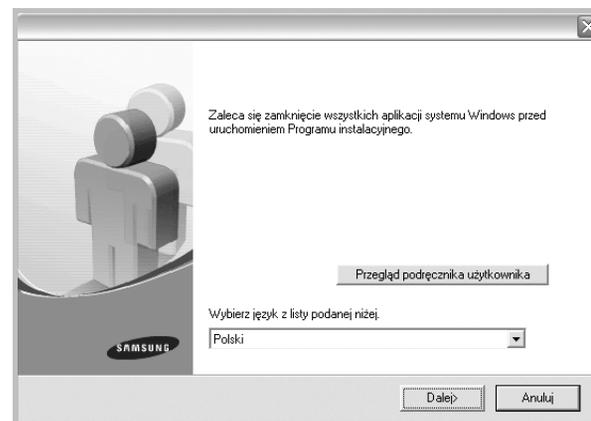 Zaleca się zamknięcie wszystkich aplikacji systemu Windows przed
uruchomieniem Programu instalacyjnego.
Przegląd podręcznika użytkownika
Wybierz język z listy podanej niżej.
Polski
SAMSUNG
Dalej>
Anuluj